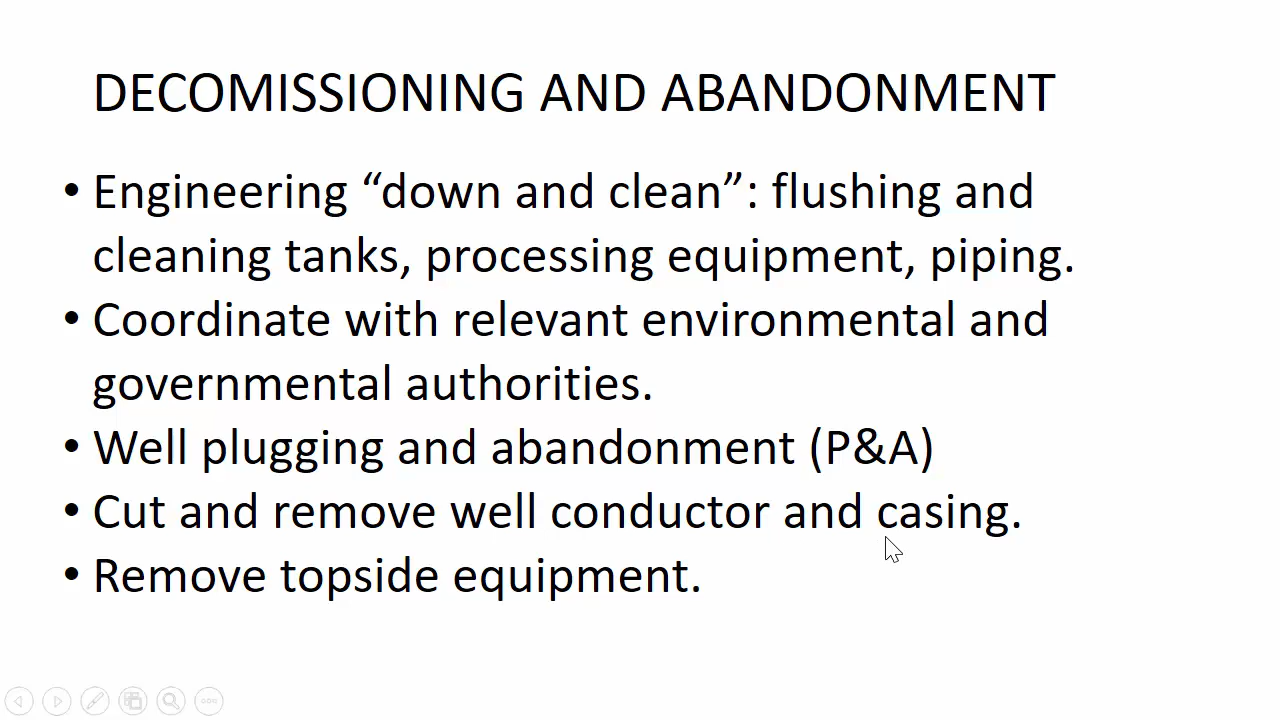 DECOMISSIONING AND ABANDONMENT
• Engineering “down and clean”: flushing and
cleaning tanks, processing equipment, piping.
• Coordinate with relevant environmental and
governmental authorities.
• Well plugging and abandonment (P&A)
• Cut and remove well conductor and casing.
• Remove topside equipment.